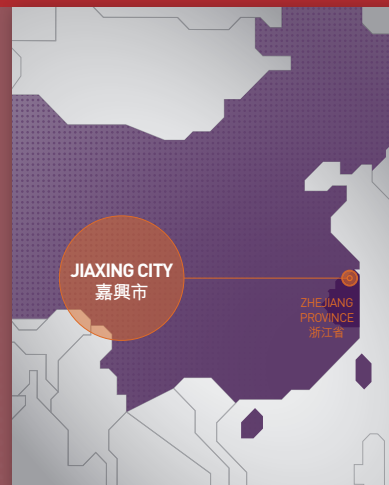 JIAXING CITY
嘉興市
ZHEJIANG
PROVINCE
浙江省